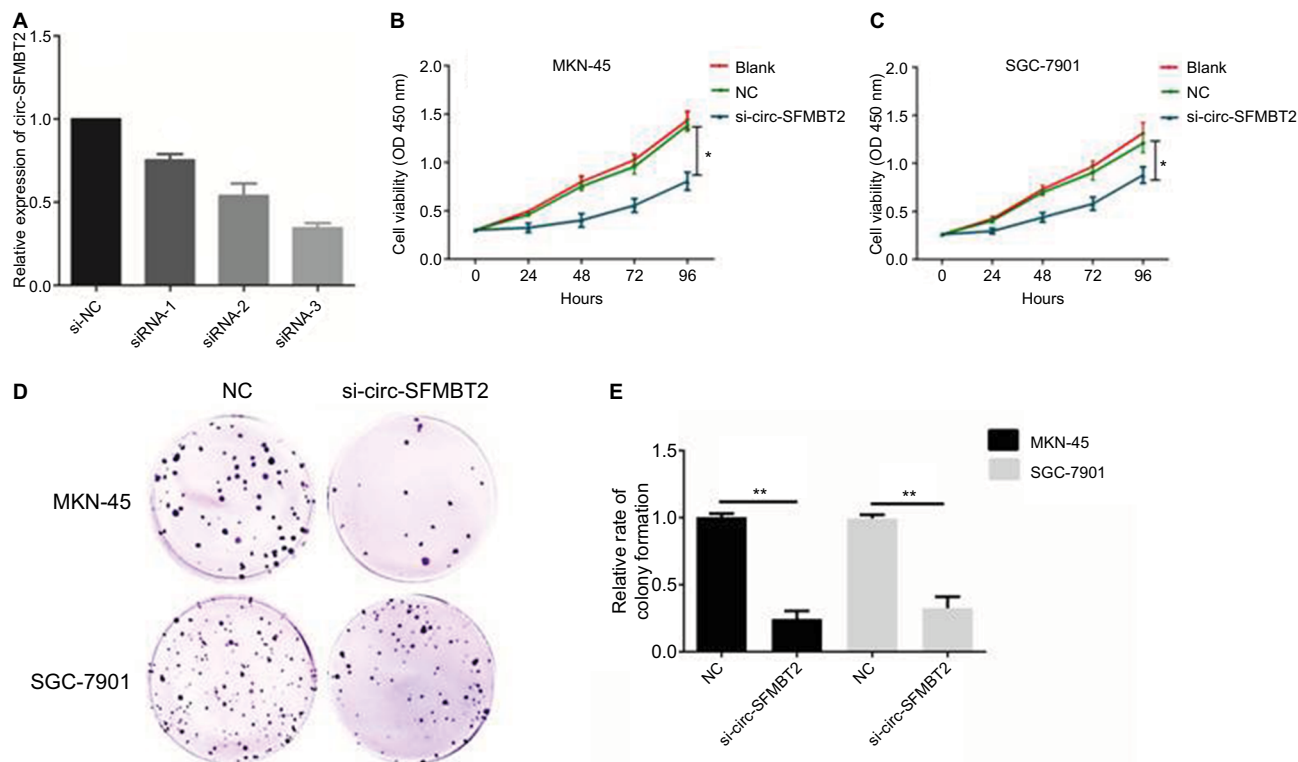 A
Relative expression of circ-SFMBT2
1.5
1.0
0.5
0.0
si-NC
siRNA-1
siRNA-2
siRNA-3
B
MKN-45
Cell viability (OD 450 nm)
2.0
1.5
1.0
0.5
0.0
0 24 48 72 96
Hours
Blank
NC
si-circ-SFMBT2
*
C
SGC-7901
Cell viability (OD 450 nm)
2.0
1.5
1.0
0.5
0.0
0 24 48 72 96
Hours
Blank
NC
si-circ-SFMBT2
*
D
NC si-circ-SFMBT2
MKN-45
SGC-7901
E
MKN-45
SGC-7901
Relative rate of
colony formation
1.5
1.0
0.5
0.0
** **
NC
si-circ-SFMBT2
NC
si-circ-SFMBT2